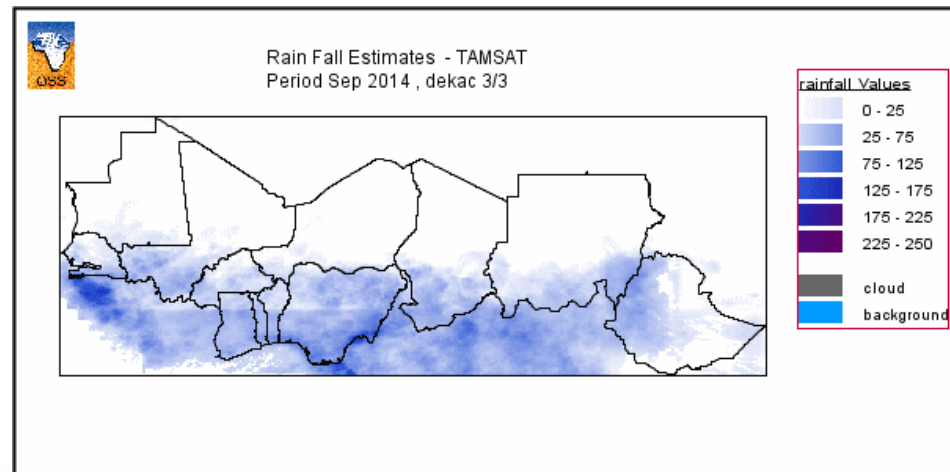 OSS
Rain Fall Estimates - TAMSAT
Period Sep 2014 , dekac 3/3
rainfall Values
0 - 25
25 - 75
75 - 125
125 - 175
175 - 225
225 - 250
cloud
background